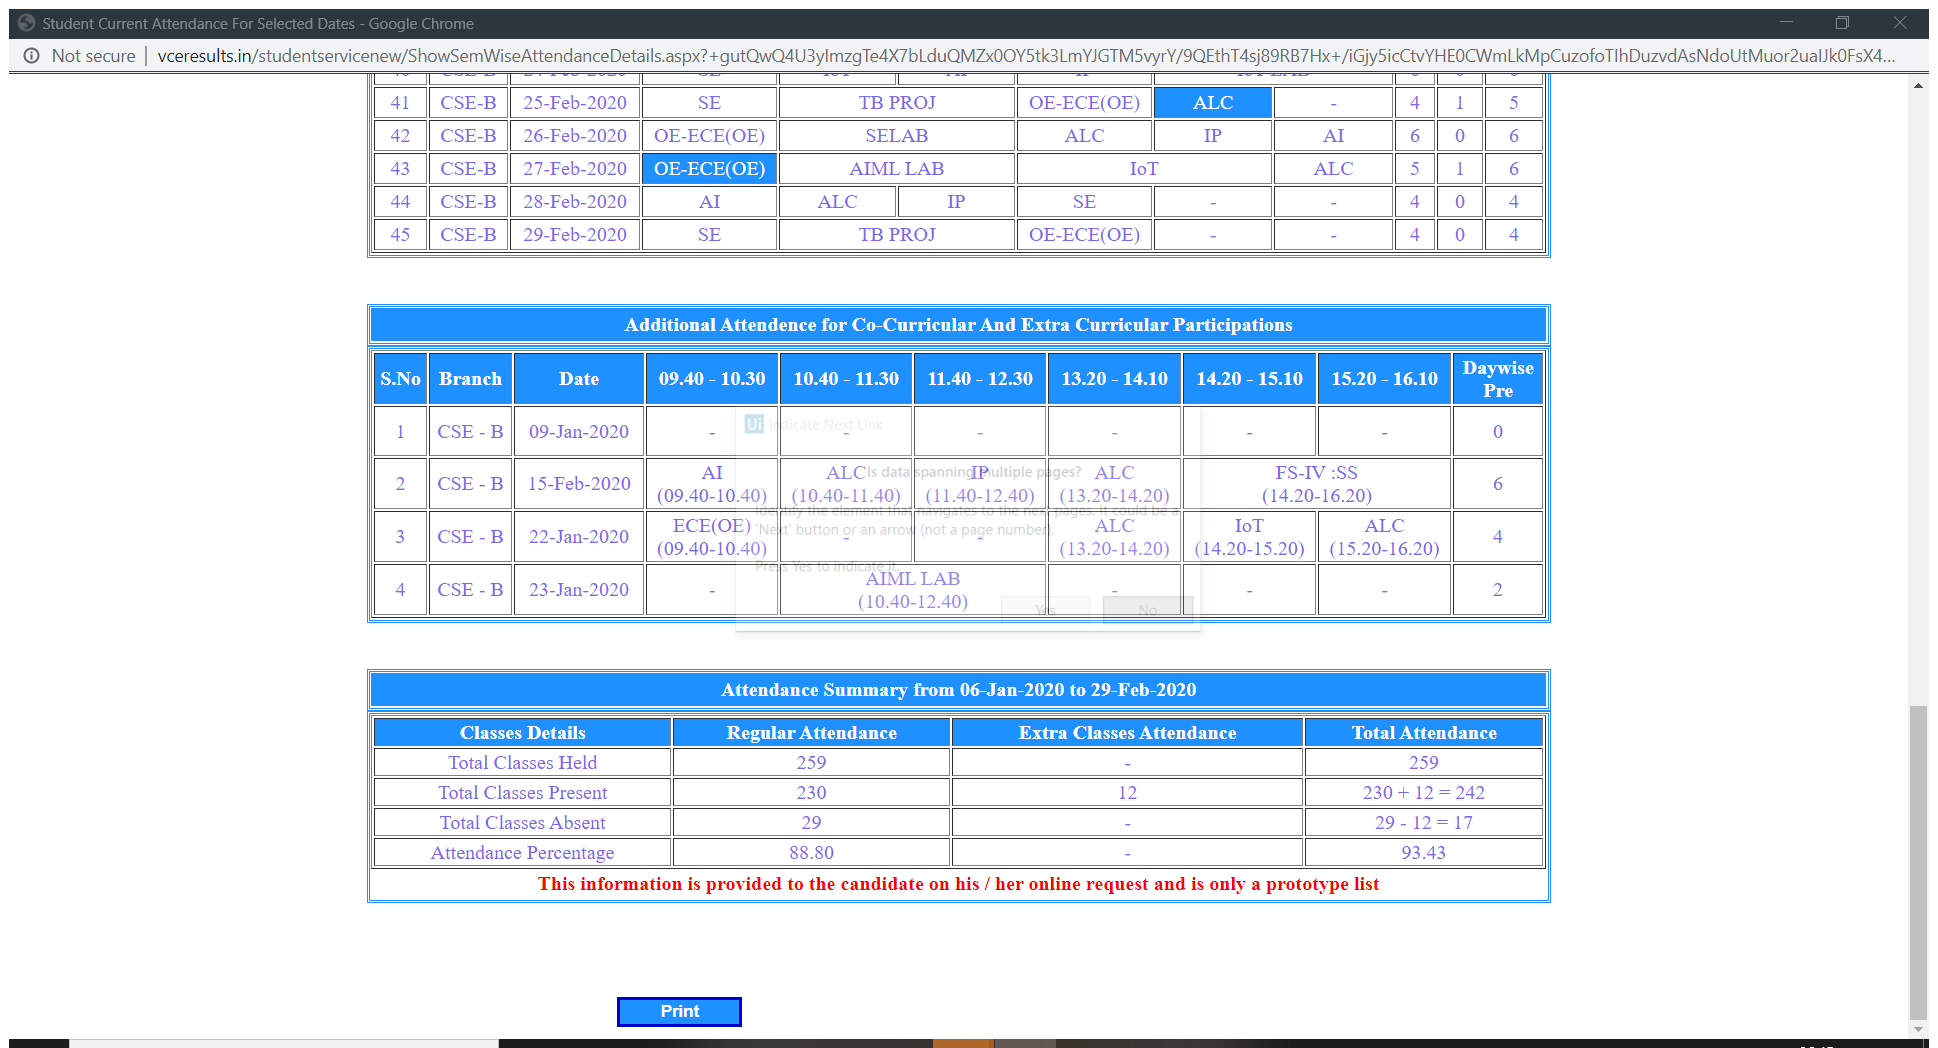 Student Current Attendance For Selected Dates - Google Chrome
Not secure | vceresults.in/studentservicenew/ShowSemWiseAttendanceDetails.aspx?+
41 CSE-B 25-Feb-2020 SE TB PROJ OE-ECE(OE) ALC - 4 1 5
42 CSE-B 26-Feb-2020 OE-ECE(OE) SELAB ALC IP AI 6 0 6
43 CSE-B 27-Feb-2020 OE-ECE(OE) AIML LAB IoT ALC 5 1 6
44 CSE-B 28-Feb-2020 AI ALC IP SE - - 4 0 4
45 CSE-B 29-Feb-2020 SE TB PROJ OE-ECE(OE) - - 4 0 4
Additional Attendence for Co-Curricular And Extra Curricular Participations
S.No Branch Date 09.40 - 10.30 10.40 - 11.30 11.40 - 12.30 13.20 - 14.10 14.20 - 15.10 15.20 - 16.10 Daywise Pre
1 CSE - B 09-Jan-2020 - - - - - - 0
2 CSE - B 15-Feb-2020 AI (09.40-10.40) ALC (10.40-11.40) IP (11.40-12.40) ALC (13.20-14.20) FS-IV :SS (14.20-16.20) 6
3 CSE - B 22-Jan-2020 ECE(OE) (09.40-10.40) - - ALC (13.20-14.20) IoT (14.20-15.20) ALC (15.20-16.20) 4
4 CSE - B 23-Jan-2020 - AIML LAB (10.40-12.40) - - - 2
Ui Indicate Next Link
Is data spanning multiple pages?
Identify the element that navigates to the next pages. It could be a
'Next' button or an arrow (not a page number).
Press Yes to indicate it.
Yes No
Attendance Summary from 06-Jan-2020 to 29-Feb-2020
Classes Details Regular Attendance Extra Classes Attendance Total Attendance
Total Classes Held 259 - 259
Total Classes Present 230 12 230 + 12 = 242
Total Classes Absent 29 - 29 - 12 = 17
Attendance Percentage 88.80 - 93.43
This information is provided to the candidate on his / her online request and is only a prototype list
Print